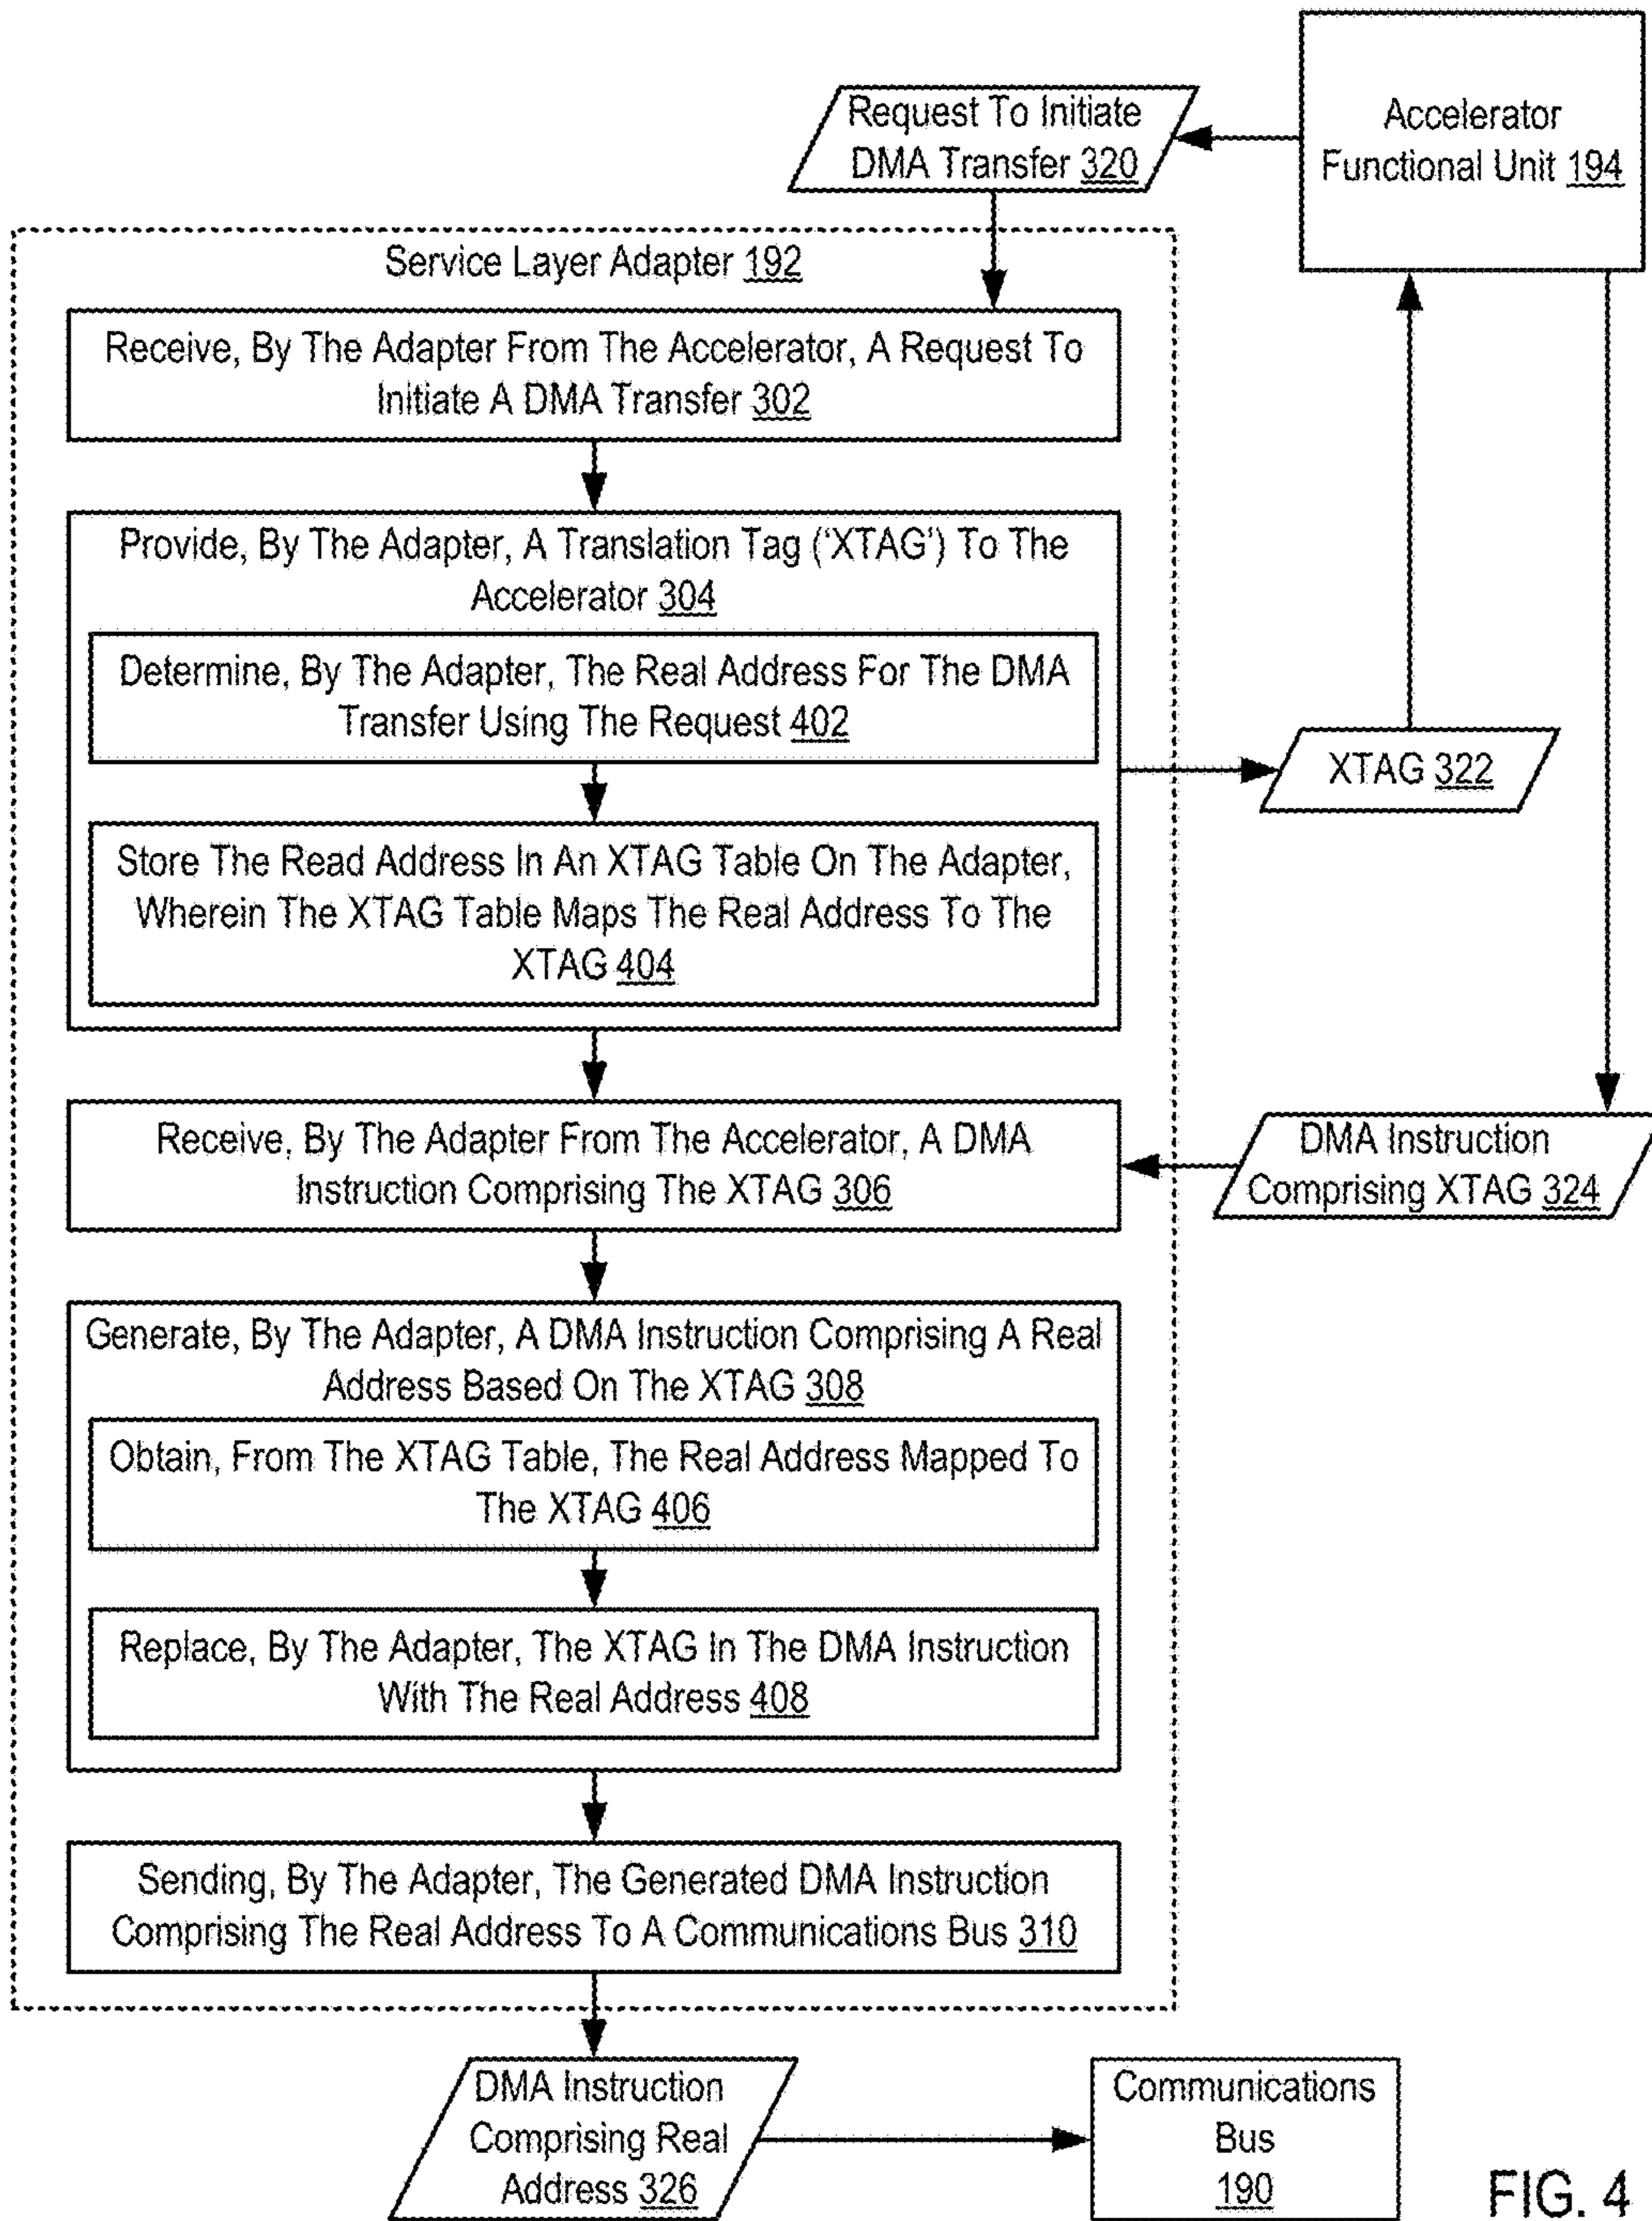 Request To Initiate
DMA Transfer 320
Accelerator
Functional Unit 194
Service Layer Adapter 192
Receive, By The Adapter From The Accelerator, A Request To
Initiate A DMA Transfer 302
Provide, By The Adapter, A Translation Tag (‘XTAG’) To The
Accelerator 304
Determine, By The Adapter, The Real Address For The DMA
Transfer Using The Request 402
XTAG 322
Store The Read Address In An XTAG Table On The Adapter,
Wherein The XTAG Table Maps The Real Address To The
XTAG 404
Receive, By The Adapter From The Accelerator, A DMA
Instruction Comprising The XTAG 306
DMA Instruction
Comprising XTAG 324
Generate, By The Adapter, A DMA Instruction Comprising A Real
Address Based On The XTAG 308
Obtain, From The XTAG Table, The Real Address Mapped To
The XTAG 406
Replace, By The Adapter, The XTAG In The DMA Instruction
With The Real Address 408
Sending, By The Adapter, The Generated DMA Instruction
Comprising The Real Address To A Communications Bus 310
DMA Instruction
Comprising Real
Address 326
Communications
Bus
190
FIG. 4